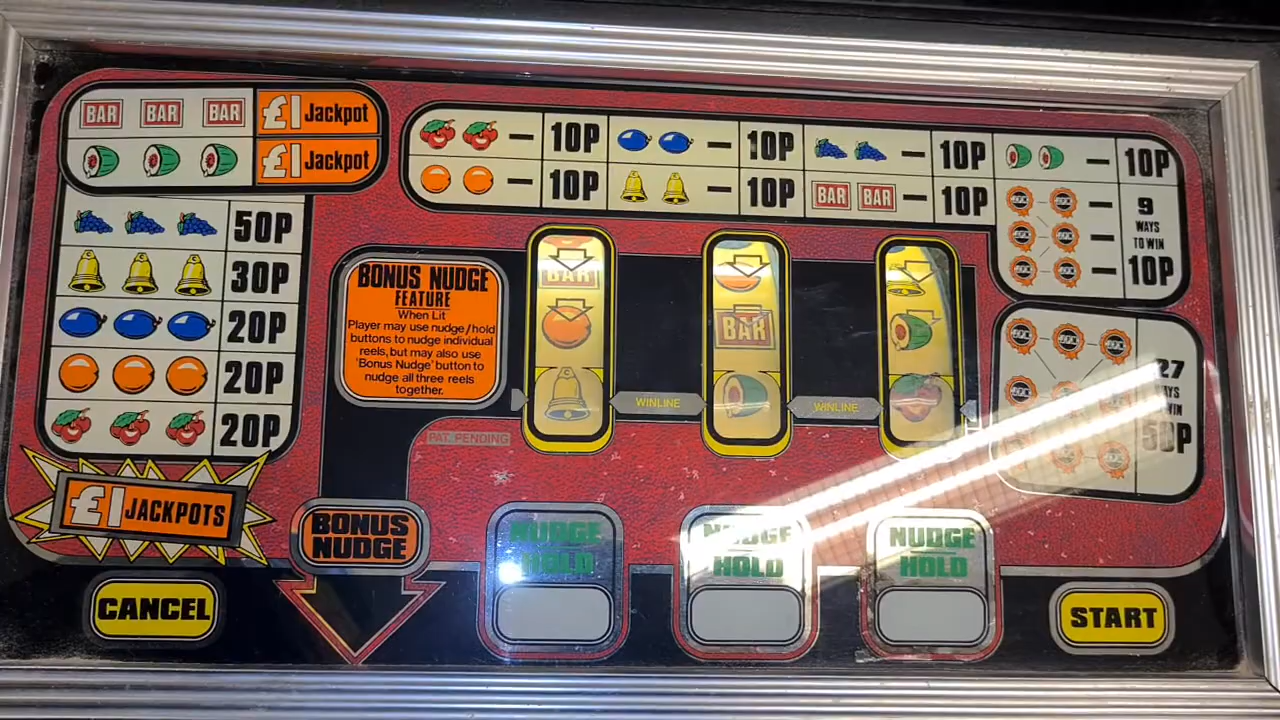 BAR BAR BAR £1 Jackpot
£1 Jackpot
50P
30P
20P
20P
20P
£1 JACKPOTS
– 10P – 10P – 10P – 10P
– 10P – 10P BAR BAR – 10P
9
WAYS
TO WIN
10P
27
50P
BONUS NUDGE
FEATURE
When Lit
Player may use nudge/hold
buttons to nudge individual
reels, but may also use
'Bonus Nudge' button to
nudge all three reels
together.
BAR
BAR
WINLINE WINLINE
PAT. PENDING
BONUS
NUDGE
NUDGE
HOLD
NUDGE
HOLD
NUDGE
HOLD
CANCEL
START